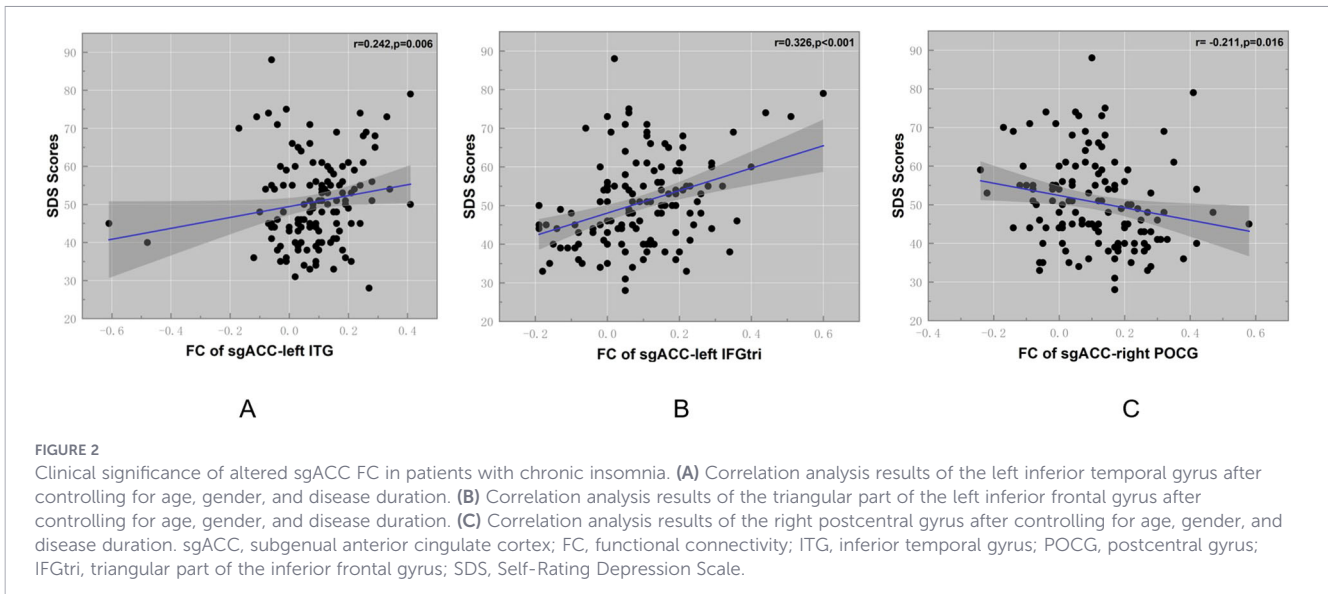 r=0.242,p=0.006
90
80
70
60
50
40
30
20
SDS Scores
-0.6 -0.4 -0.2 0.0 0.2 0.4
FC of sgACC-left ITG
A
r=0.326,p<0.001
90
80
70
60
50
40
30
20
SDS Scores
-0.2 0.0 0.2 0.4 0.6
FC of sgACC-left IFGtri
B
r= -0.211,p=0.016
90
80
70
60
50
40
30
20
SDS Scores
-0.4 -0.2 0.0 0.2 0.4 0.6
FC of sgACC-right POCG
C
FIGURE 2
Clinical significance of altered sgACC FC in patients with chronic insomnia. (A) Correlation analysis results of the left inferior temporal gyrus after
controlling for age, gender, and disease duration. (B) Correlation analysis results of the triangular part of the left inferior frontal gyrus after
controlling for age, gender, and disease duration. (C) Correlation analysis results of the right postcentral gyrus after controlling for age, gender, and
disease duration. sgACC, subgenual anterior cingulate cortex; FC, functional connectivity; ITG, inferior temporal gyrus; POCG, postcentral gyrus;
IFGtri, triangular part of the inferior frontal gyrus; SDS, Self-Rating Depression Scale.